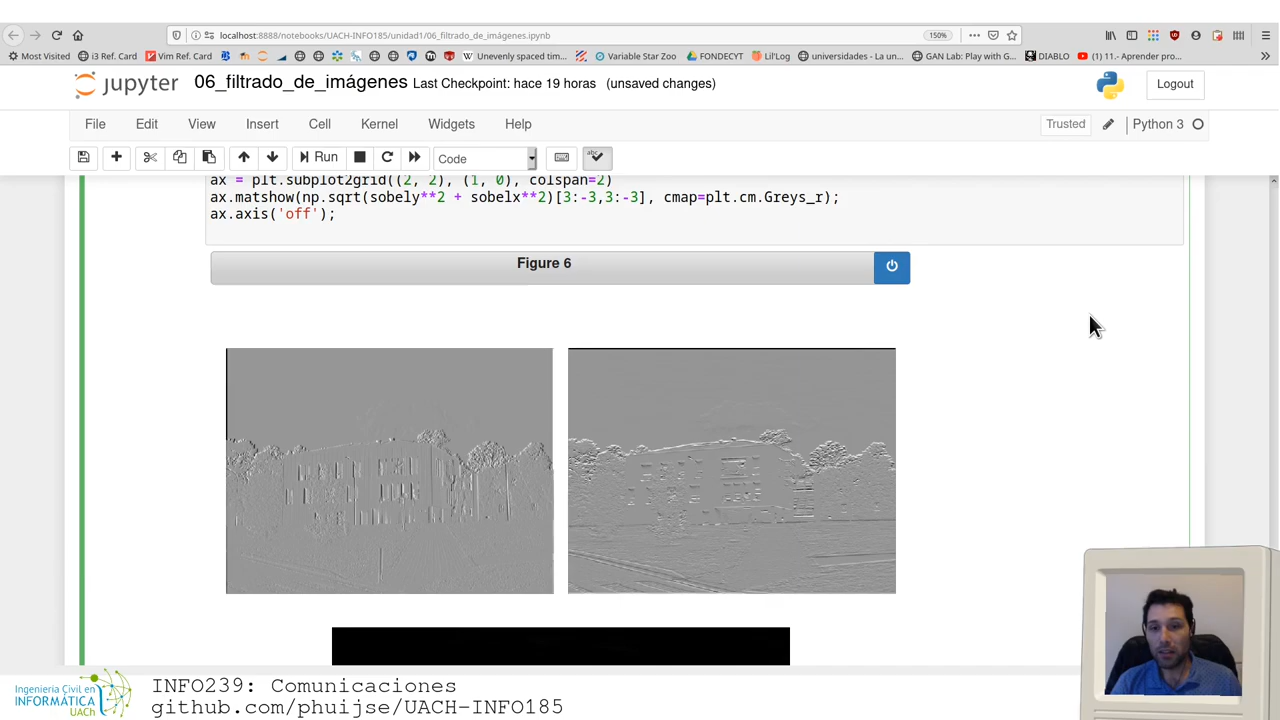 localhost:8888/notebooks/UACH-INFO185/unidad1/06_filtrado_de_imágenes.ipynb
150%
Most Visited
i3 Ref. Card
Vim Ref. Card
Unevenly spaced tim...
Variable Star Zoo
FONDECYT
Lil'Log
universidades - La un...
GAN Lab: Play with G...
DIABLO
(1) 11.- Aprender pro...
jupyter 06_filtrado_de_imágenes Last Checkpoint: hace 19 horas (unsaved changes)
Logout
File Edit View Insert Cell Kernel Widgets Help
Trusted Python 3
Run Code
ax = plt.subplot2grid((2, 2), (1, 0), colspan=2)
ax.matshow(np.sqrt(sobely**2 + sobelx**2)[3:-3,3:-3], cmap=plt.cm.Greys_r);
ax.axis('off');
Figure 6
Ingeniería Civil en
INFORMÁTICA
UACh
INFO239: Comunicaciones
github.com/phuijse/UACH-INFO185